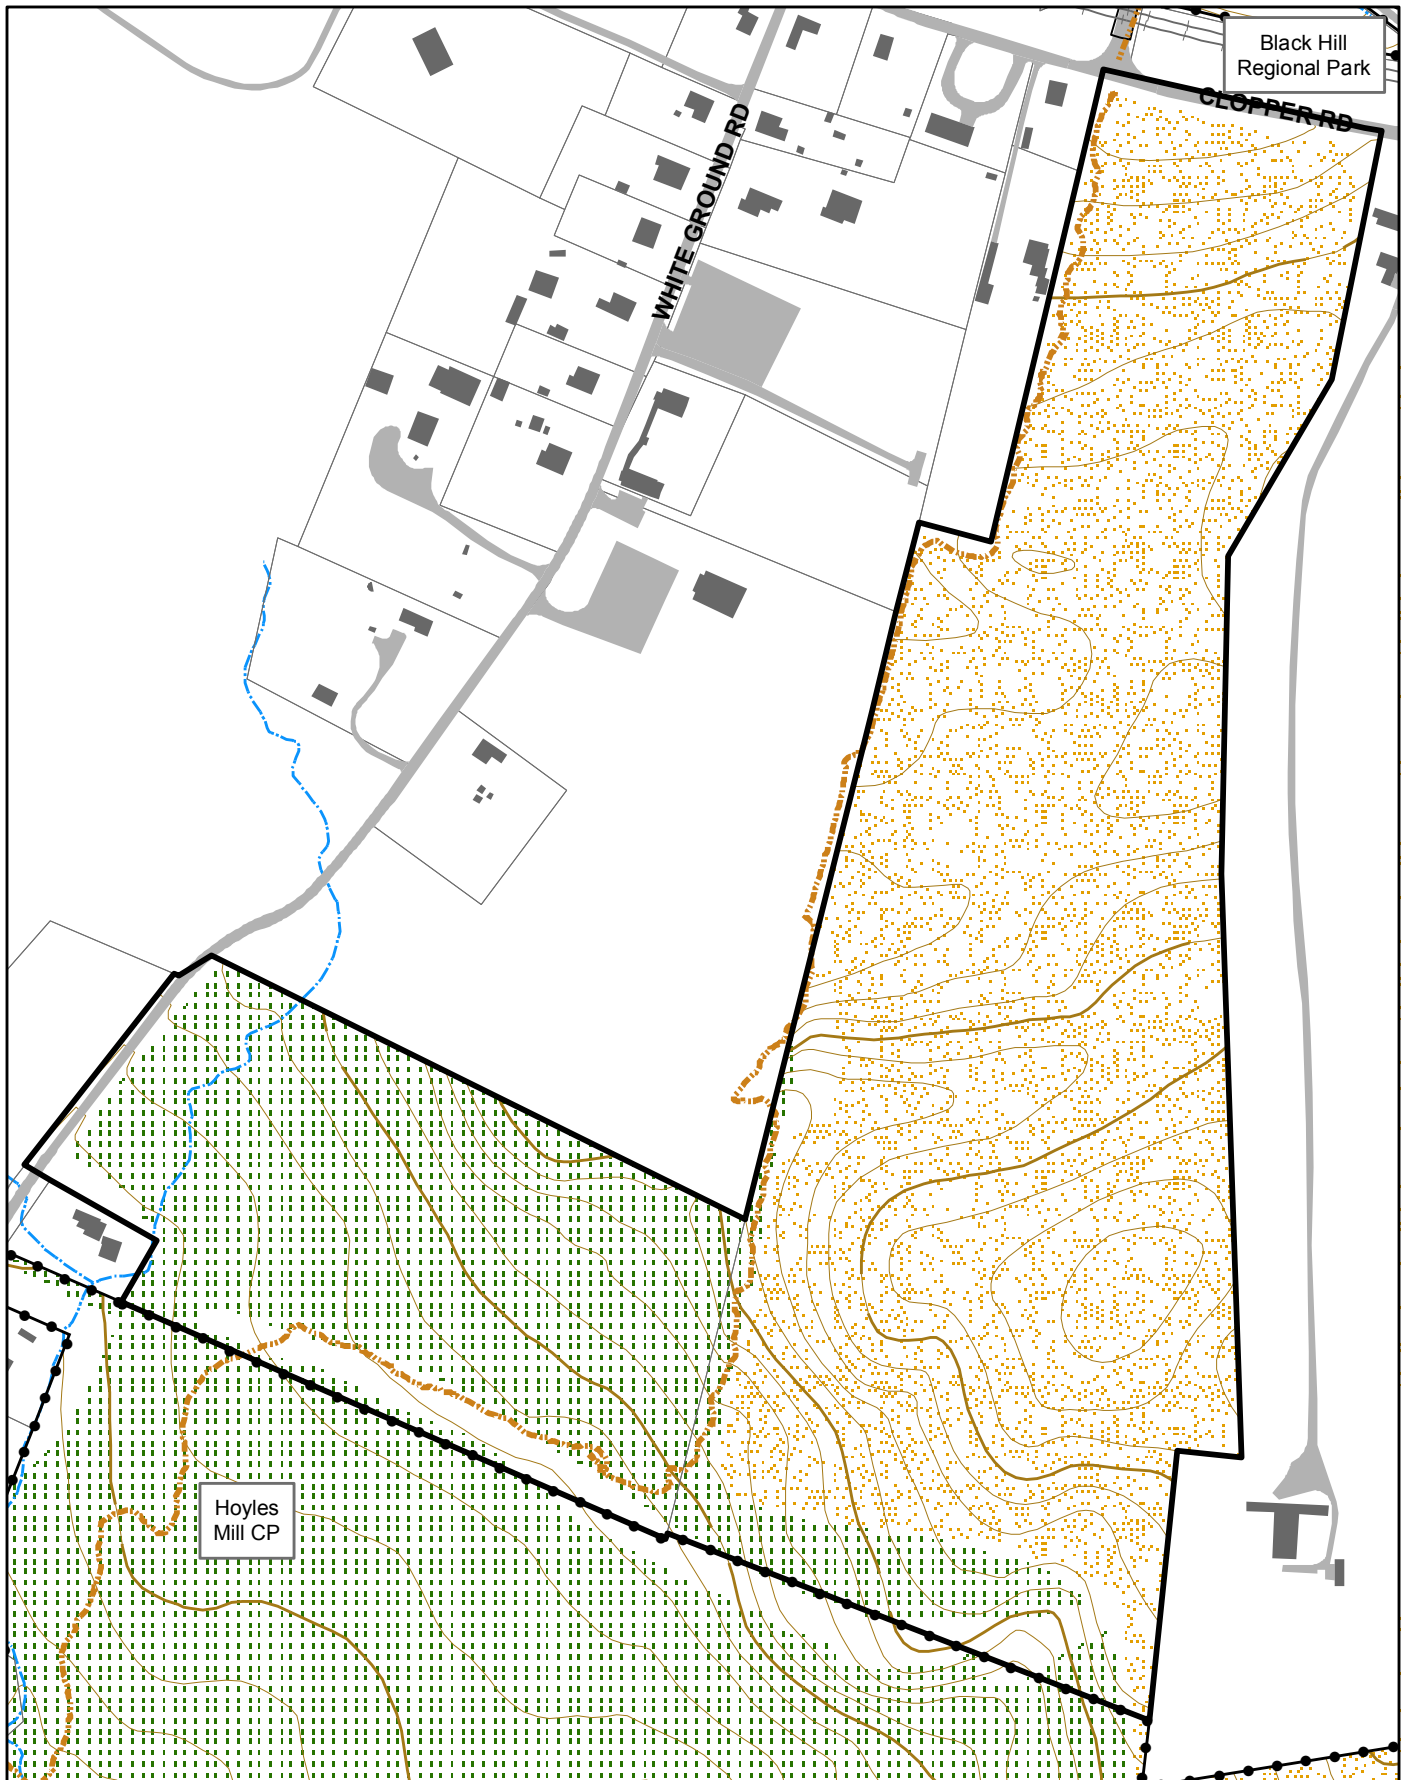 Black Hill
Regional Park
CLOPPER RD
WHITE GROUND RD
Hoyles
Mill CP